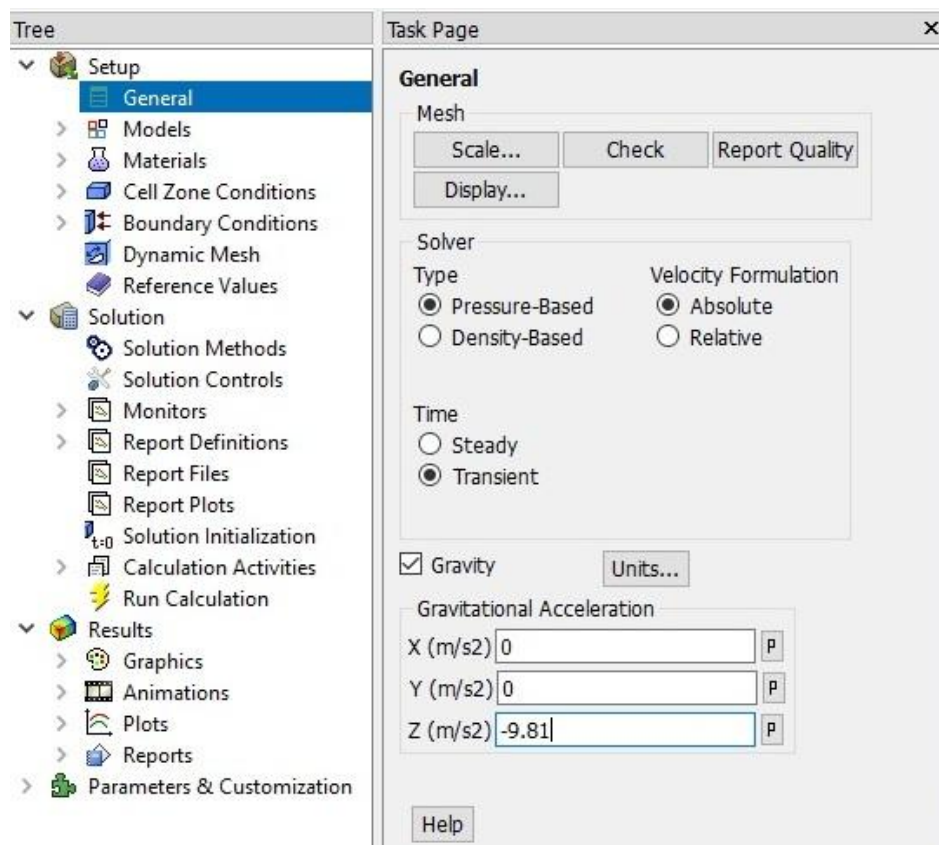 Tree
Setup
General
Models
Materials
Cell Zone Conditions
Boundary Conditions
Dynamic Mesh
Reference Values
Solution
Solution Methods
Solution Controls
Monitors
Report Definitions
Report Files
Report Plots
t=0 Solution Initialization
Calculation Activities
Run Calculation
Results
Graphics
Animations
Plots
Reports
Parameters & Customization
Task Page
General
Mesh
Scale... Check Report Quality
Display...
Solver
Type Velocity Formulation
Pressure-Based Absolute
Density-Based Relative
Time
Steady
Transient
Gravity Units...
Gravitational Acceleration
X (m/s2) 0 P
Y (m/s2) 0 P
Z (m/s2) -9.81 P
Help